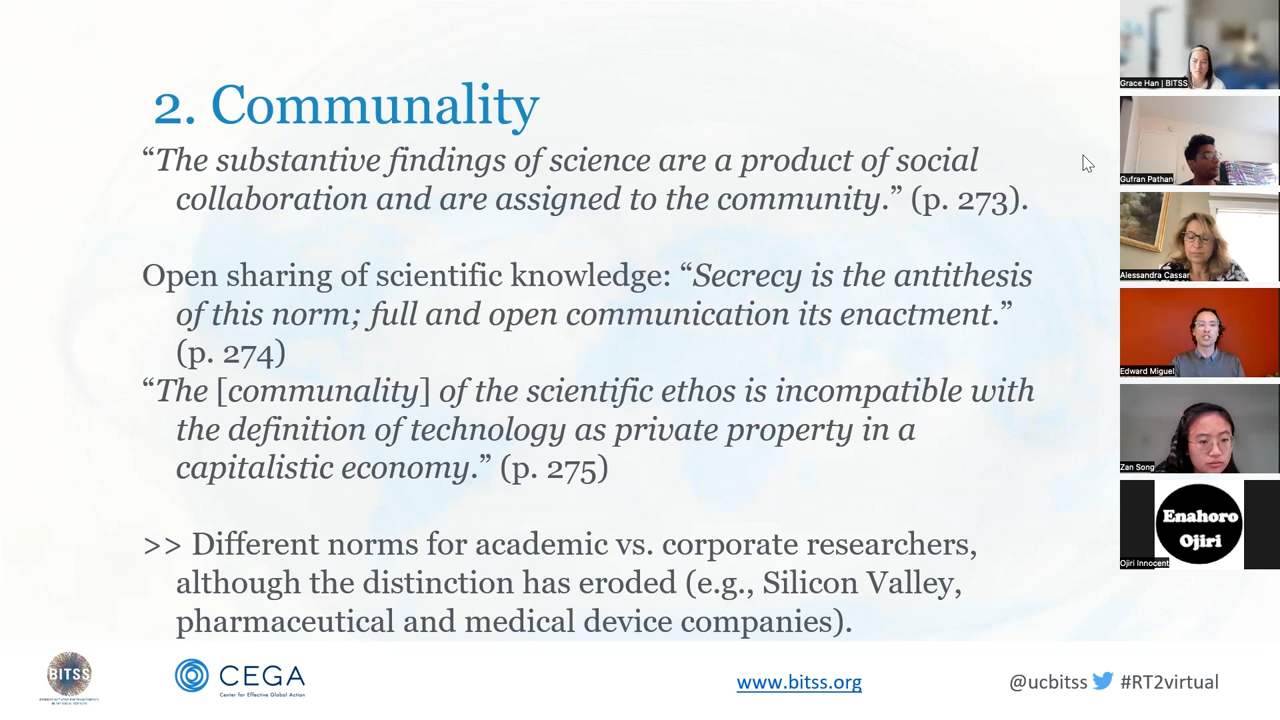 2. Communality
“The substantive findings of science are a product of social
collaboration and are assigned to the community.” (p. 273).
Open sharing of scientific knowledge: “Secrecy is the antithesis
of this norm; full and open communication its enactment.”
(p. 274)
“The [communality] of the scientific ethos is incompatible with
the definition of technology as private property in a
capitalistic economy.” (p. 275)
>> Different norms for academic vs. corporate researchers,
although the distinction has eroded (e.g., Silicon Valley,
pharmaceutical and medical device companies).
BITSS
CEGA
Center for Effective Global Action
www.bitss.org
@ucbitss #RT2virtual
Grace Han | BITSS
Gufran Pathan
Alessandra Cassar
Edward Miguel
Zan Song
Enahoro
Ojiri
Ojiri Innocent